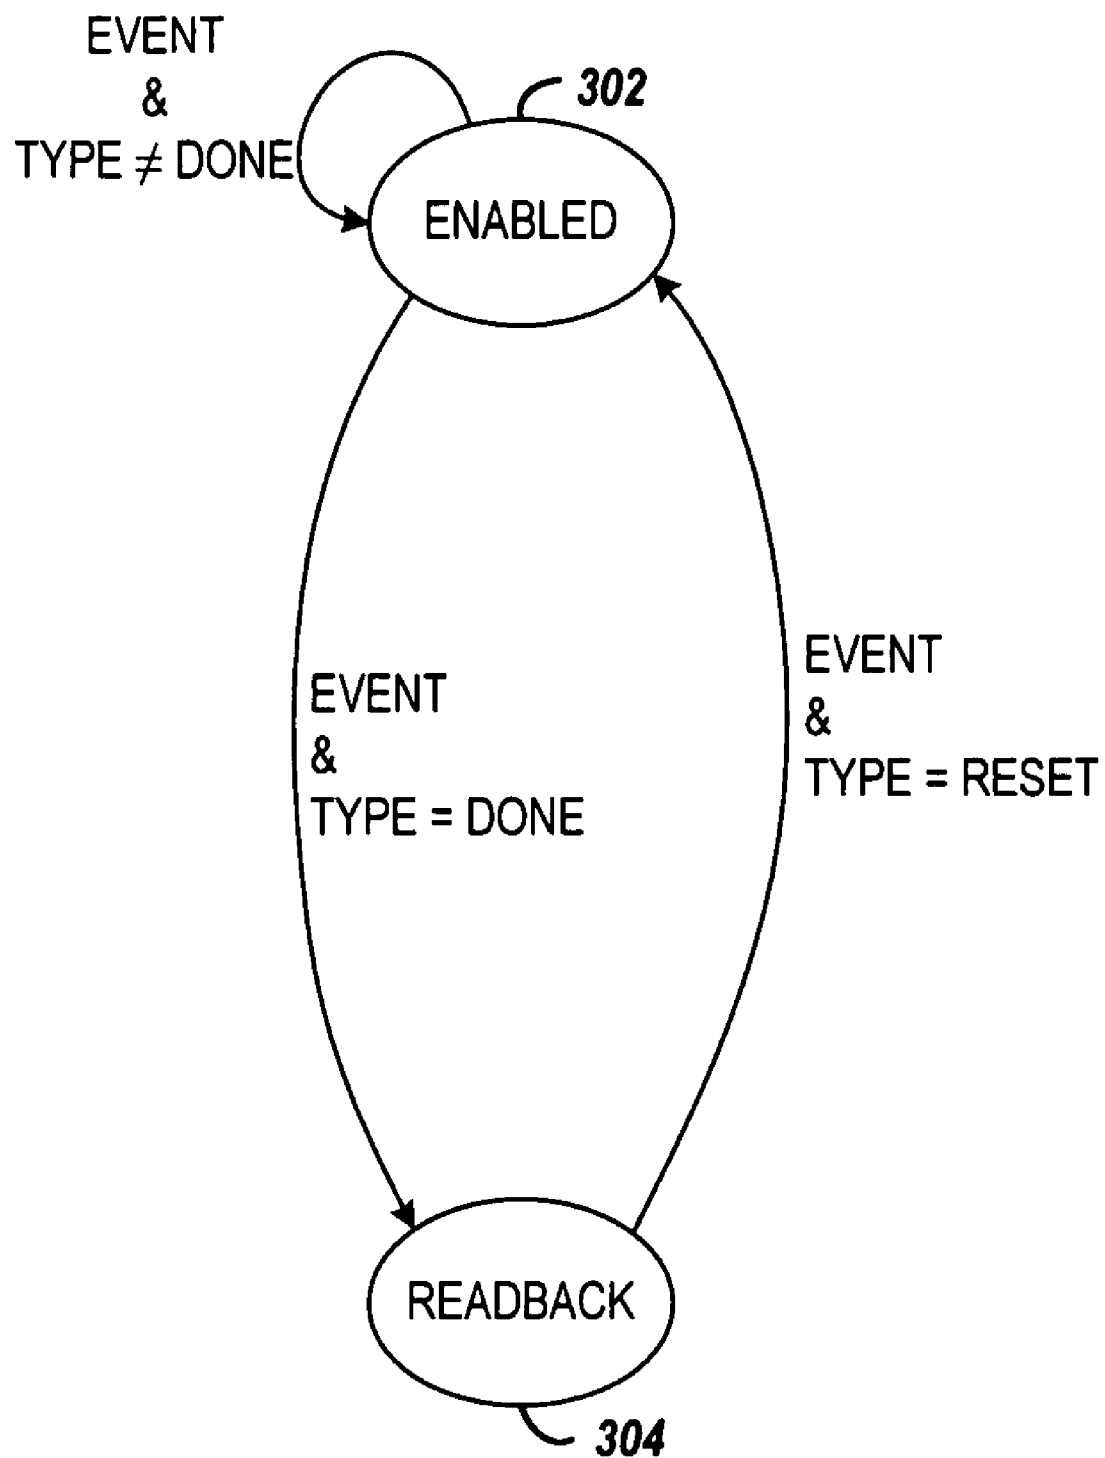 EVENT
&
TYPE ≠ DONE
302
ENABLED
EVENT
&
TYPE = DONE
EVENT
&
TYPE = RESET
READBACK
304